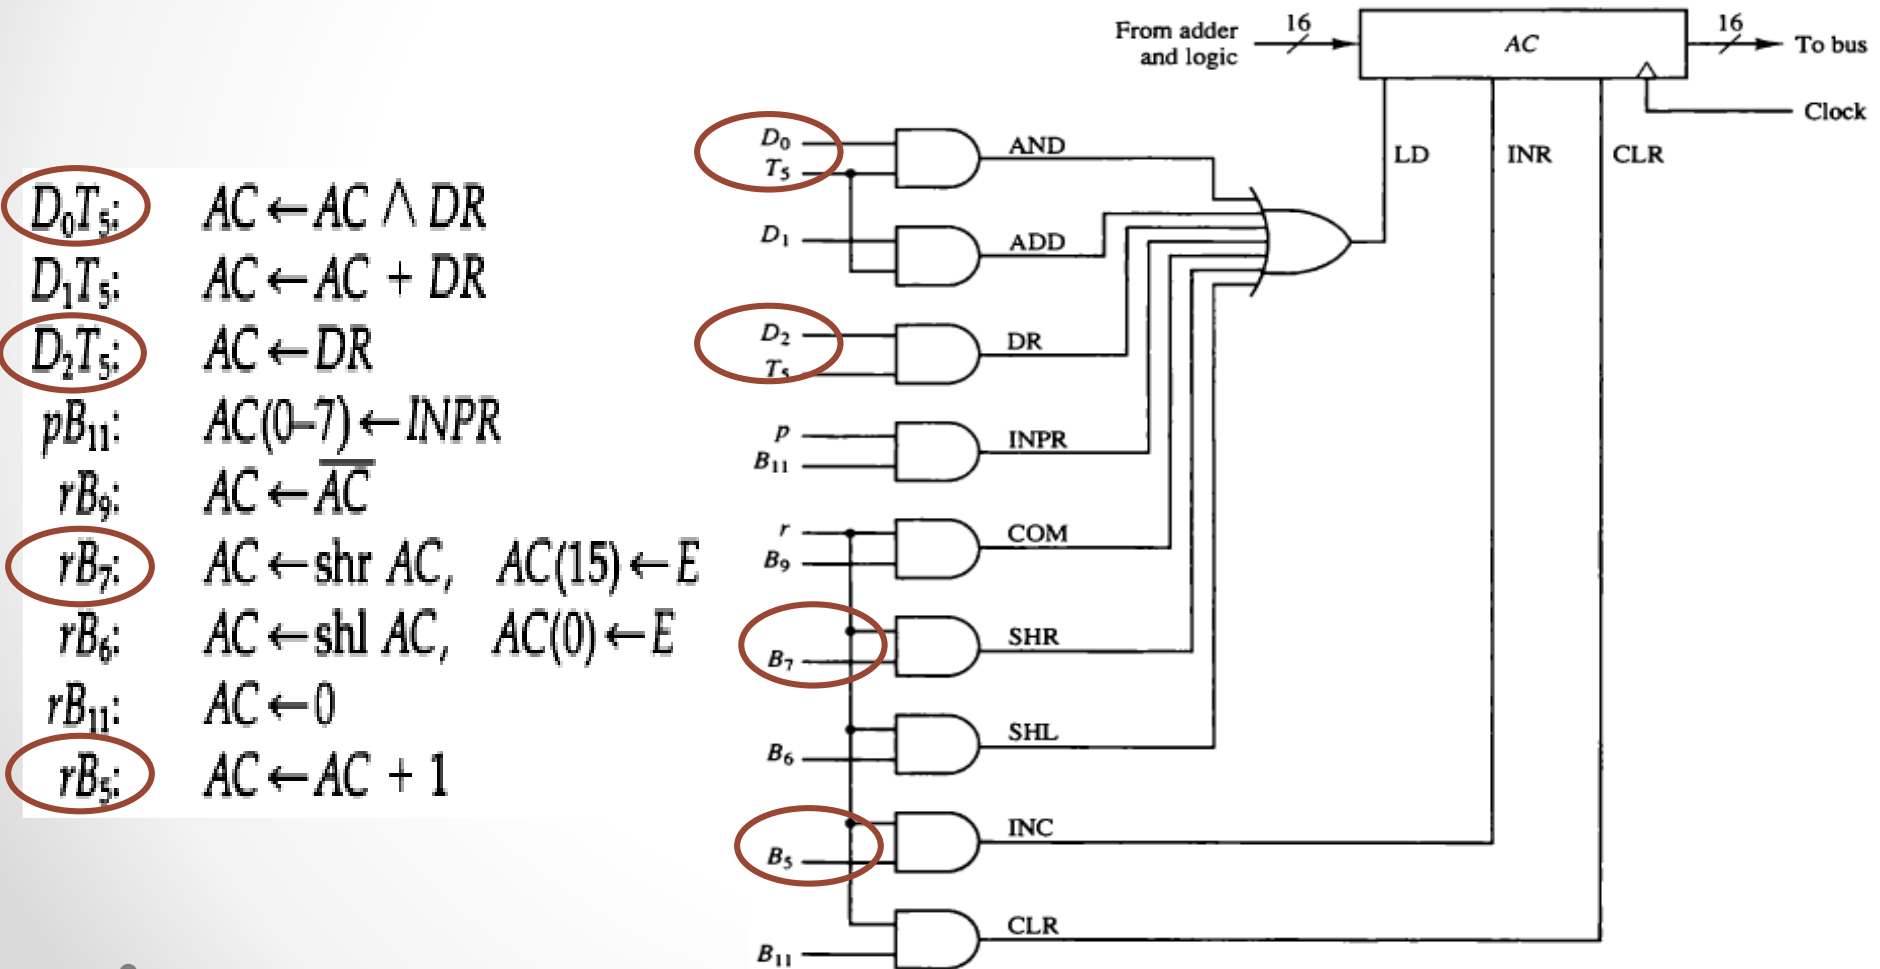 D₀T₅: AC ← AC ∧ DR
D₁T₅: AC ← AC + DR
D₂T₅: AC ← DR
pB₁₁: AC(0–7) ← INPR
rB₉: AC ← A̅C̅
rB₇: AC ← shr AC, AC(15) ← E
rB₆: AC ← shl AC, AC(0) ← E
rB₁₁: AC ← 0
rB₅: AC ← AC + 1
From adder
and logic
16
AC
16
To bus
Clock
LD
INR
CLR
D₀
T₅
AND
D₁
ADD
D₂
T₅
DR
p
B₁₁
INPR
r
B₉
COM
B₇
SHR
B₆
SHL
B₅
INC
B₁₁
CLR